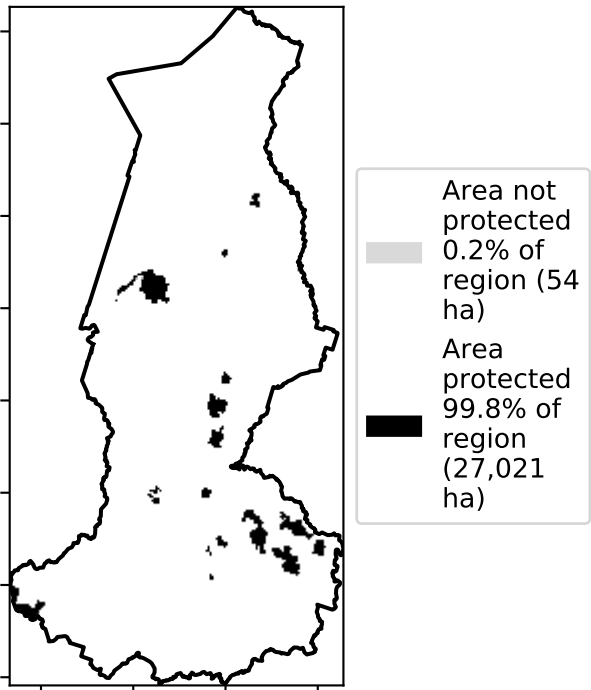 Area not
protected
0.2% of
region (54
ha)
Area
protected
99.8% of
region
(27,021
ha)